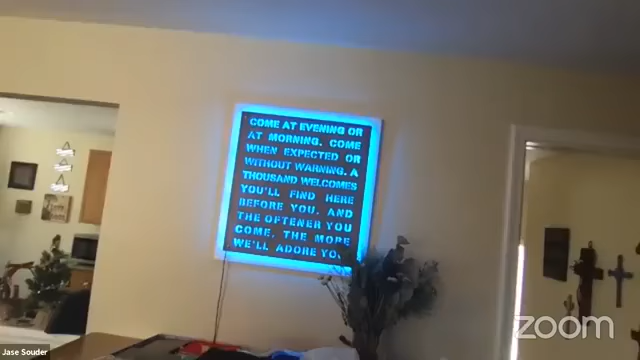 COME AT EVENING OR
AT MORNING, COME
WHEN EXPECTED OR
WITHOUT WARNING, A
THOUSAND WELCOMES
YOU'LL FIND HERE
BEFORE YOU, AND
THE OFTENER YOU
COME, THE MORE
WE'LL ADORE YO
zoom
Jase Souder